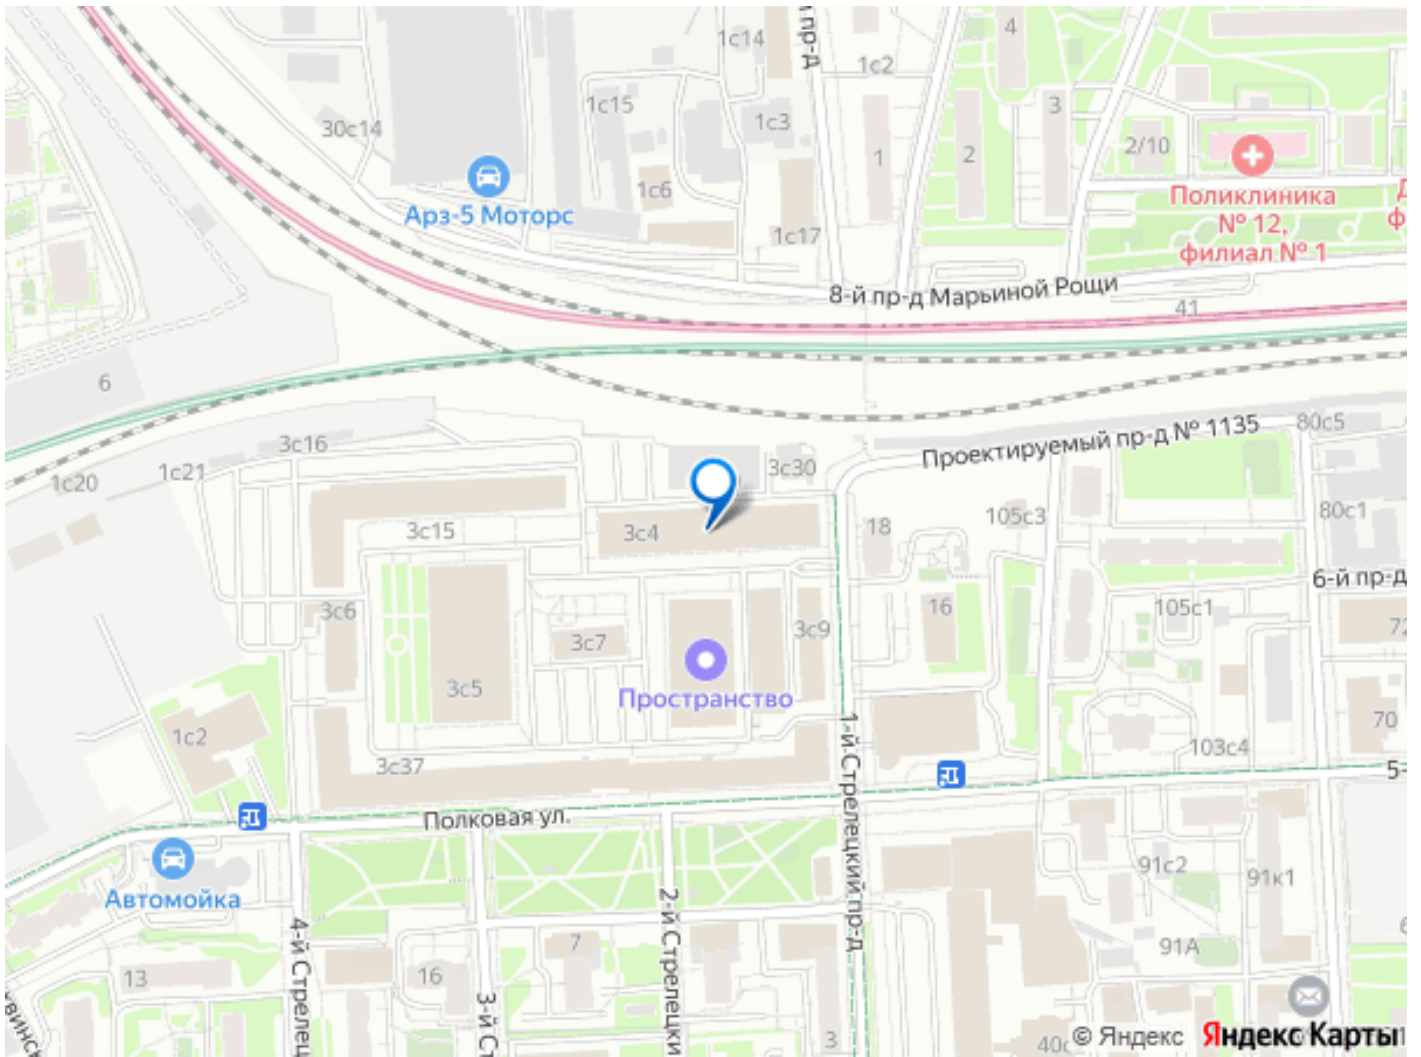 1с14
4
й пр-д
1с2
1с15
3
30с14
1с3
1
2
2/10
1с6
Арз-5 Моторс
Поликлиника
№ 12,
филиал № 1
1с17
8-й пр-д Марьиной Рощи
41
6
80с5
Проектируемый пр-д № 1135
3с16
1с21
1с20
3с30
3с15
3с4
18
105с3
80с1
6-й пр-д
3с6
3с7
3с9
16
105с1
72
3с5
Пространство
1с2
70
3с37
103с4
5-
1-й Стрелецкий пр-д
Полковая ул.
Автомойка
91с2
91к1
4-й Стрелец
3-й Ст
2-й Стрелецки
7
91А
13
16
3
40с
© Яндекс Яндекс Карты